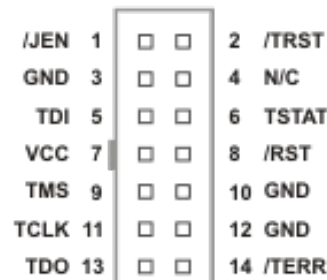 /JEN 1 2 /TRST
GND 3 4 N/C
TDI 5 6 TSTAT
VCC 7 8 /RST
TMS 9 10 GND
TCLK 11 12 GND
TDO 13 14 /TERR